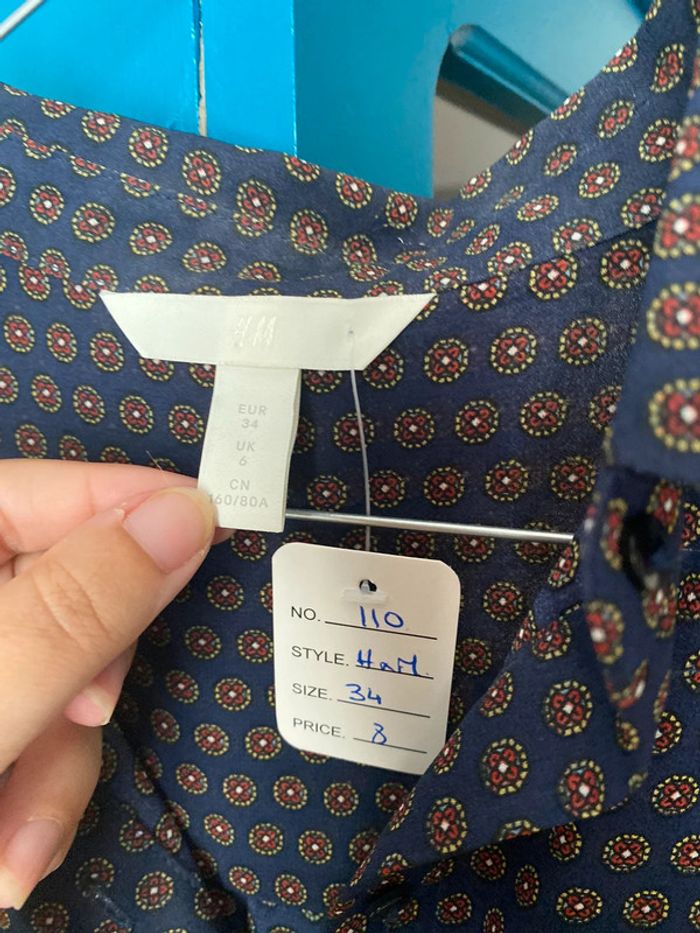 H&M
EUR
34
UK
6
CN
160/80A
NO. 110
STYLE. H&M.
SIZE. 34
PRICE. 8